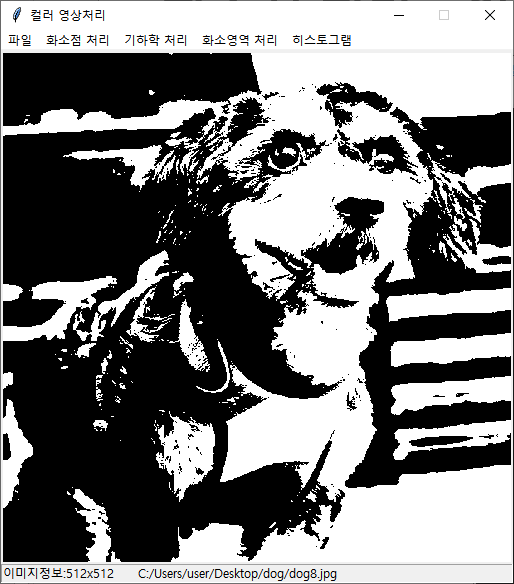 컬러 영상처리
파일 화소점 처리 기하학 처리 화소영역 처리 히스토그램
이미지정보:512x512 C:/Users/user/Desktop/dog/dog8.jpg